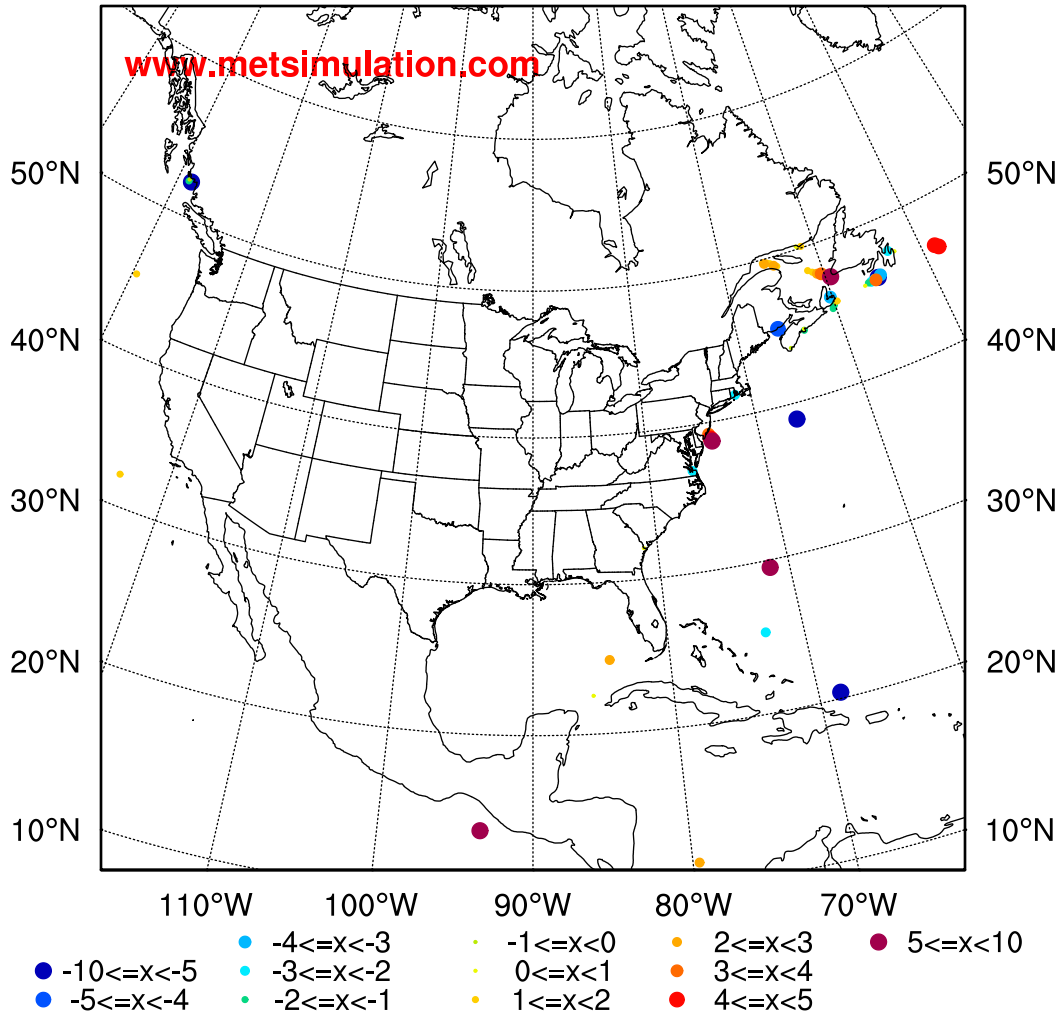 www.metsimulation.com
50°N 50°N
40°N 40°N
30°N 30°N
20°N 20°N
10°N 10°N
110°W 100°W 90°W 80°W 70°W
-4<=x<-3 -1<=x<0 2<=x<3 5<=x<10
-10<=x<-5 -3<=x<-2 0<=x<1 3<=x<4
-5<=x<-4 -2<=x<-1 1<=x<2 4<=x<5